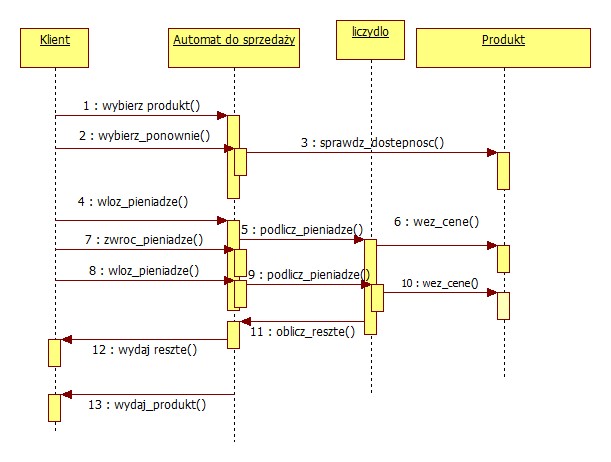 Klient
Automat do sprzedaży
liczydlo
Produkt
1 : wybierz produkt()
2 : wybierz_ponownie()
3 : sprawdz_dostepnosc()
4 : wloz_pieniadze()
5 : podlicz_pieniadze()
6 : wez_cene()
7 : zwroc_pieniadze()
8 : wloz_pieniadze()
9 : podlicz_pieniadze()
10 : wez_cene()
11 : oblicz_reszte()
12 : wydaj reszte()
13 : wydaj_produkt()